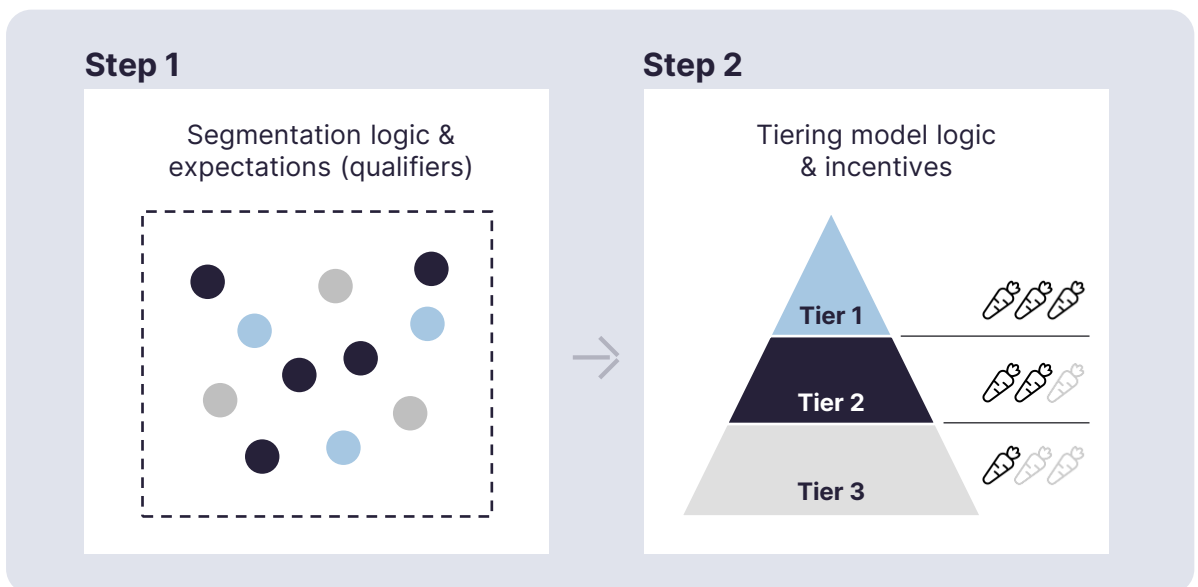 Step 1
Segmentation logic &
expectations (qualifiers)
Step 2
Tiering model logic
& incentives
Tier 1
Tier 2
Tier 3